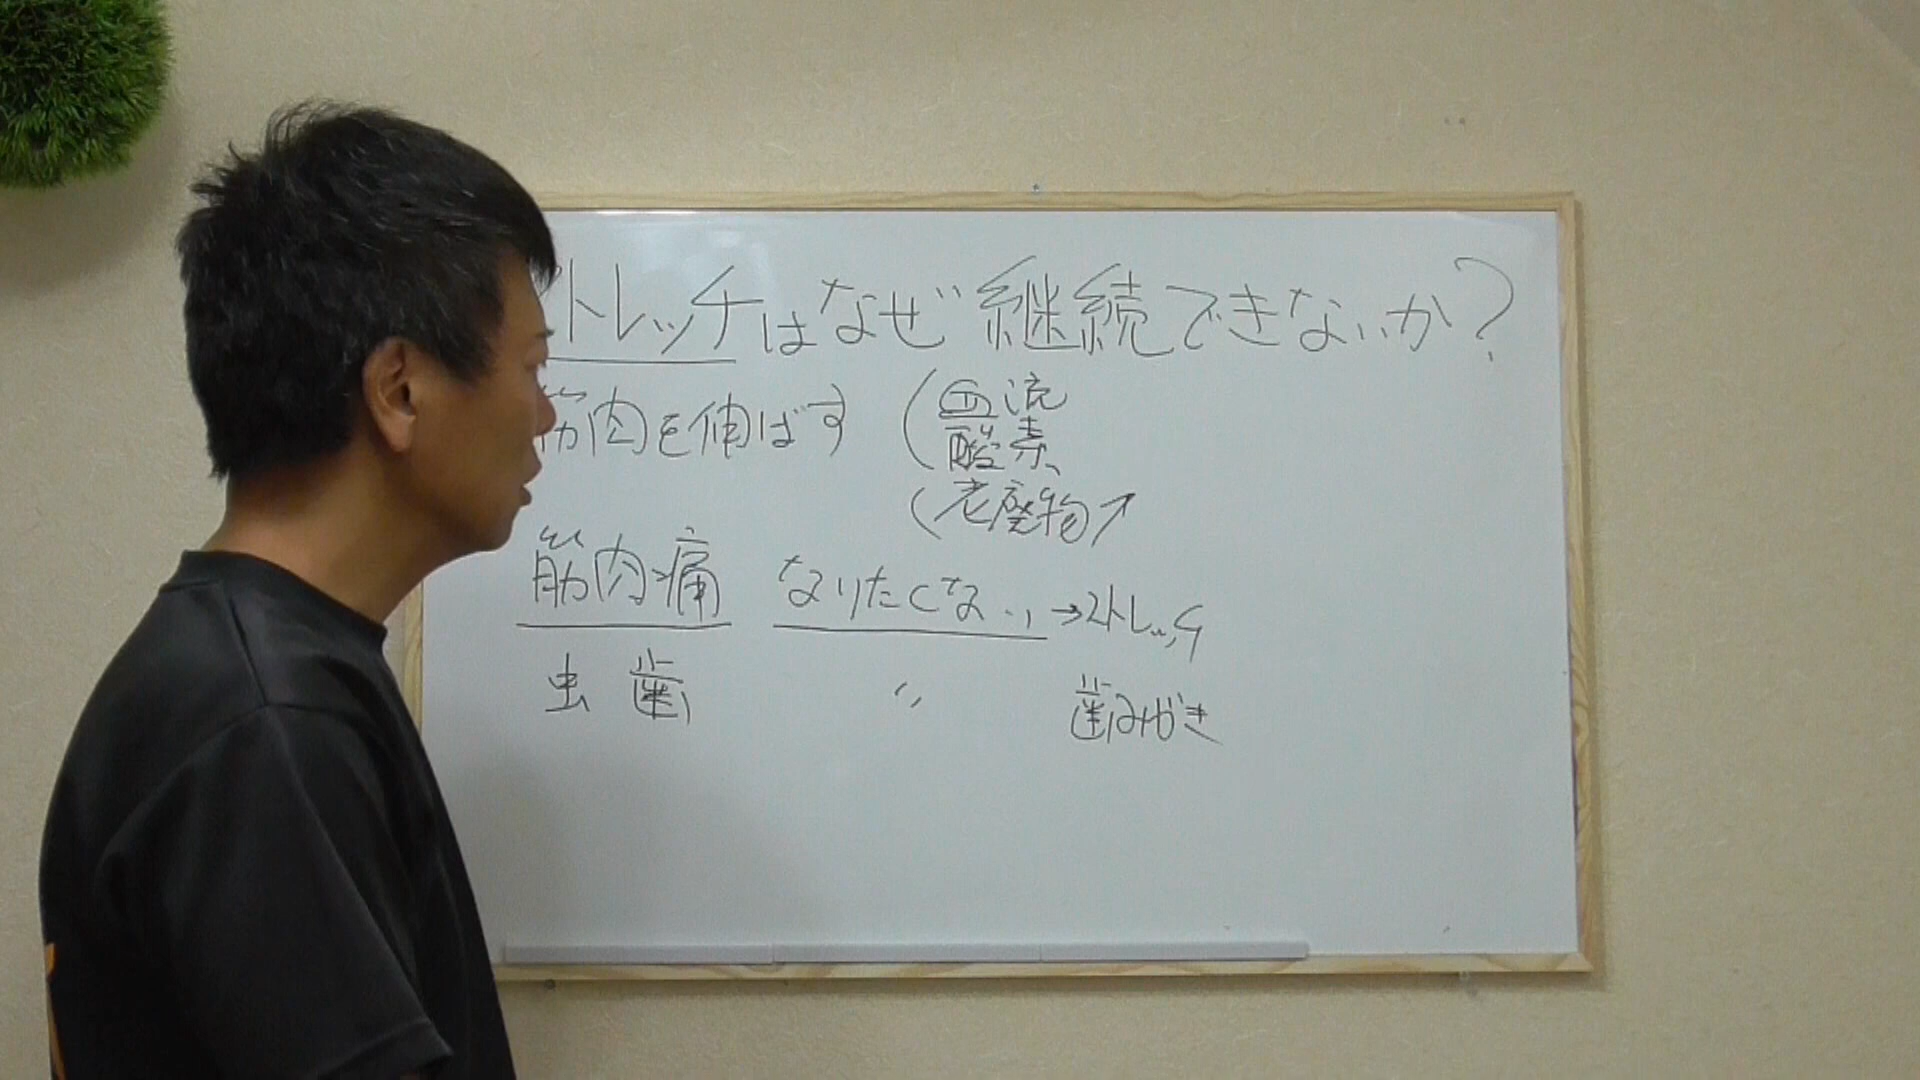 ストレッチはなぜ継続できないか?
筋肉を伸ばす (血流
酸素
(老廃物↗
筋肉痛 なりたくない→ストレッチ
虫歯 〃 歯みがき